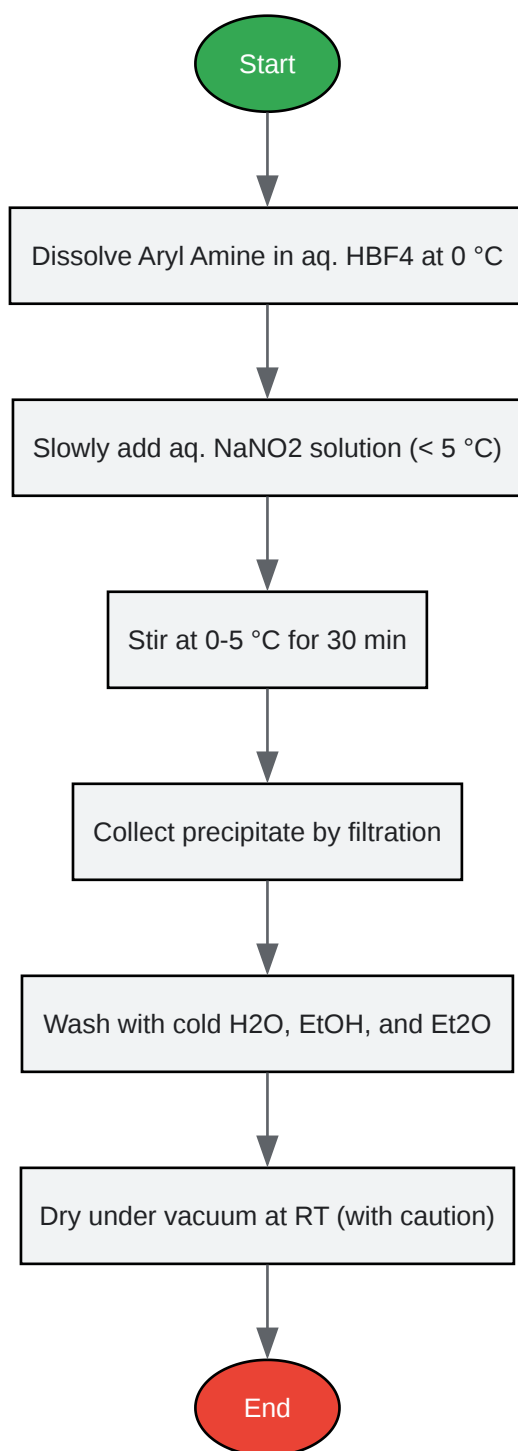 Start
Dissolve Aryl Amine in aq. HBF4 at 0 °C
Slowly add aq. NaNO2 solution (< 5 °C)
Stir at 0-5 °C for 30 min
Collect precipitate by filtration
Wash with cold H2O, EtOH, and Et2O
Dry under vacuum at RT (with caution)
End